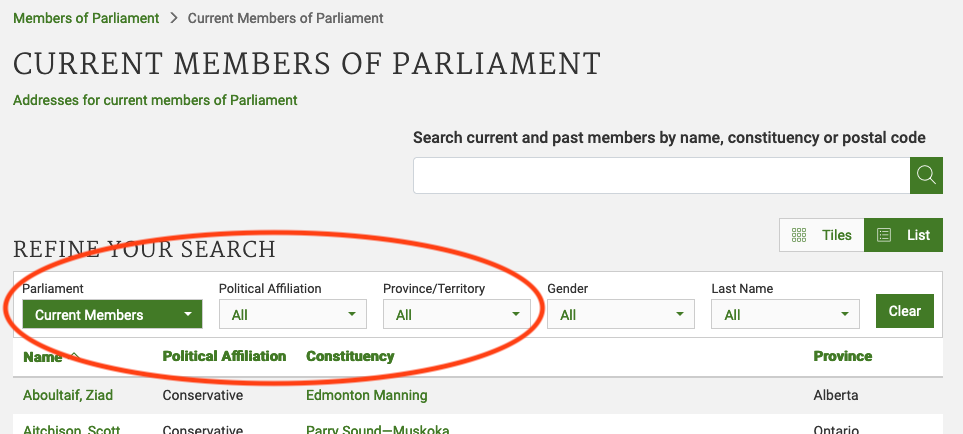 Members of Parliament > Current Members of Parliament
CURRENT MEMBERS OF PARLIAMENT
Addresses for current members of Parliament
Search current and past members by name, constituency or postal code
REFINE YOUR SEARCH
Tiles List
Parliament Political Affiliation Province/Territory Gender Last Name
Current Members All All All All Clear
Name Political Affiliation Constituency Province
Aboultaif, Ziad Conservative Edmonton Manning Alberta
Aitchison, Scott Conservative Parry Sound—Muskoka Ontario